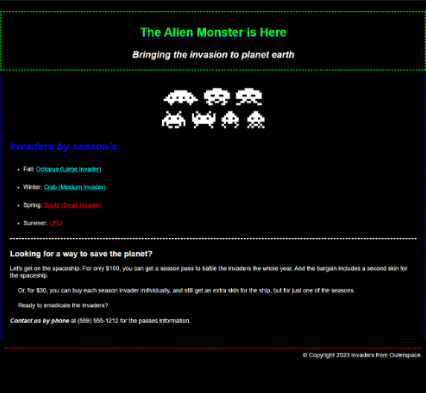 The Alien Monster is Here
Bringing the invasion to planet earth
Invaders by season's
Fall: Octopus (Large Invader)
Winter: Crab (Medium Invader)
Spring: Squid (Small Invader)
Summer: UFO
Looking for a way to save the planet?
Let's get on the spaceship. For only $100, you can get a season pass to battle the invaders the whole year. And the bargain includes a second skin for
the spaceship.
Or, for $30, you can buy each season invader individually, and still get an extra skin for the ship, but for just one of the seasons.
Ready to erradicate the invaders?
Contact us by phone at (559) 555-1212 for the passes information.
© Copyright 2023 Invaders from Outerspace.